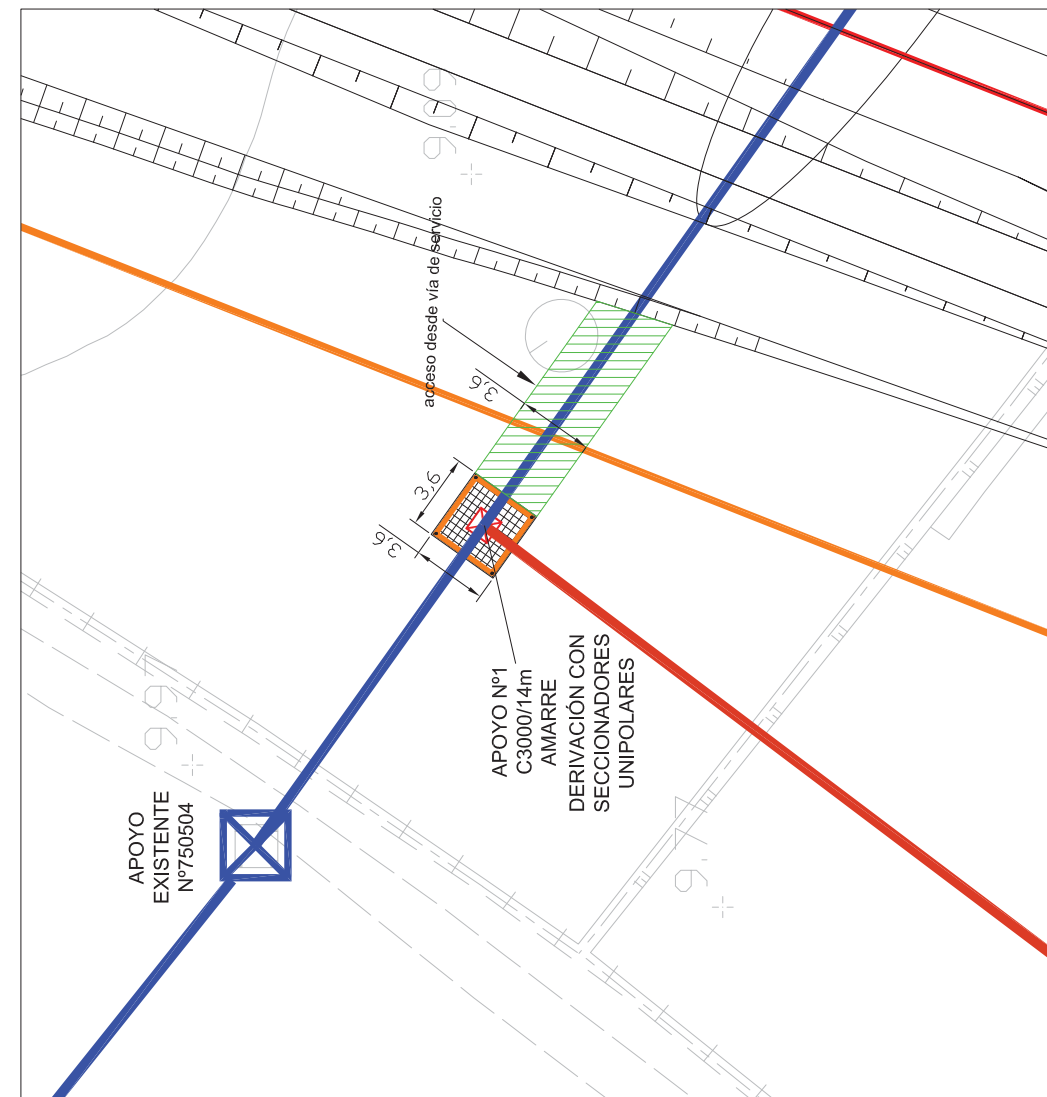 acceso desde vía de servicio
3,6
3,6
3,6
APOYO Nº1
C3000/14m
AMARRE
DERIVACIÓN CON
SECCIONADORES
UNIPOLARES
APOYO
EXISTENTE
Nº750504